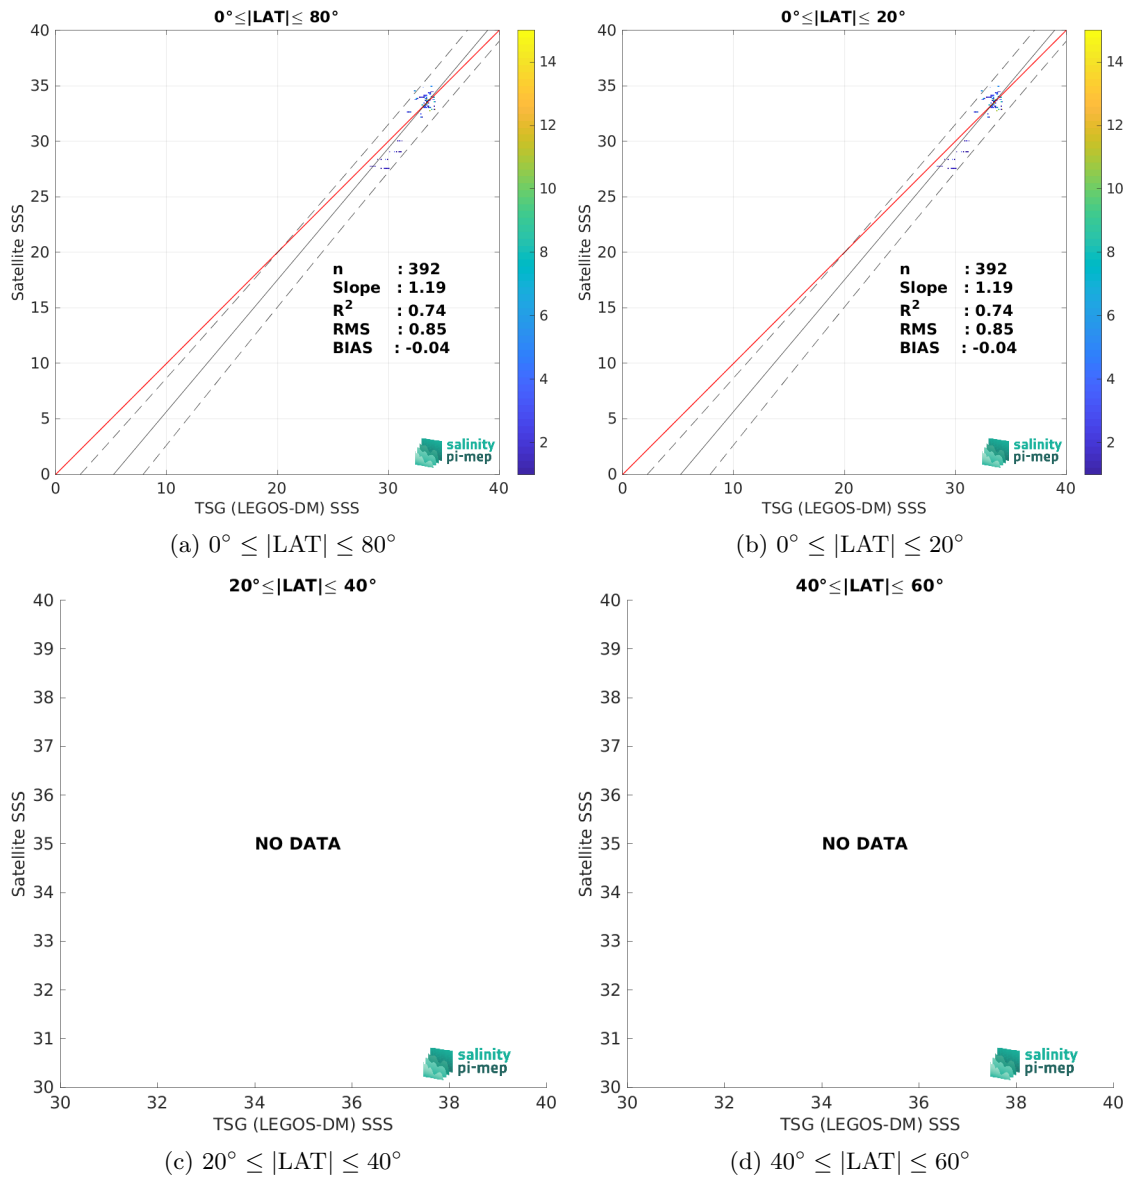 0°≤|LAT|≤ 80°
40
35
30
25
20
15
10
5
0
0
10
20
30
40
Satellite SSS
TSG (LEGOS-DM) SSS
n : 392
Slope : 1.19
R² : 0.74
RMS : 0.85
BIAS : -0.04
salinity
pi-mep
14
12
10
8
6
4
2
(a) 0° ≤ |LAT| ≤ 80°
0°≤|LAT|≤ 20°
40
35
30
25
20
15
10
5
0
0
10
20
30
40
Satellite SSS
TSG (LEGOS-DM) SSS
n : 392
Slope : 1.19
R² : 0.74
RMS : 0.85
BIAS : -0.04
salinity
pi-mep
14
12
10
8
6
4
2
(b) 0° ≤ |LAT| ≤ 20°
20°≤|LAT|≤ 40°
40
39
38
37
36
35
34
33
32
31
30
30
32
34
36
38
40
Satellite SSS
TSG (LEGOS-DM) SSS
NO DATA
salinity
pi-mep
(c) 20° ≤ |LAT| ≤ 40°
40°≤|LAT|≤ 60°
40
39
38
37
36
35
34
33
32
31
30
30
32
34
36
38
40
Satellite SSS
TSG (LEGOS-DM) SSS
NO DATA
salinity
pi-mep
(d) 40° ≤ |LAT| ≤ 60°